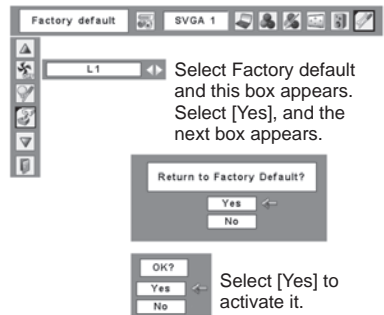 Factory default
SVGA 1
L1
Select Factory default
and this box appears.
Select [Yes], and the
next box appears.
Return to Factory Default?
Yes
No
OK?
Yes
No
Select [Yes] to
activate it.